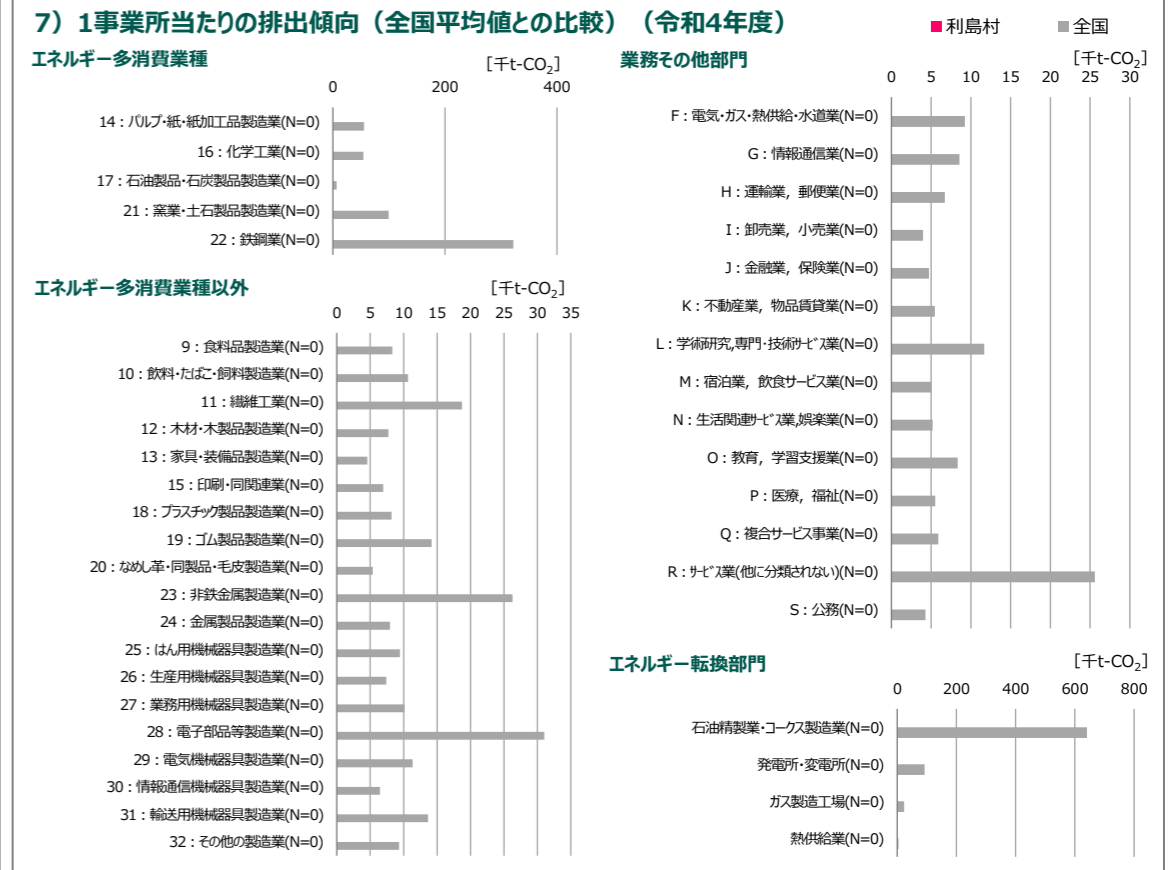 7）1事業所当たりの排出傾向（全国平均値との比較）（令和4年度）
■利島村 ■全国
エネルギー多消費業種
[千t-CO₂]
0 200 400
14：パルプ・紙・紙加工品製造業(N=0)
16：化学工業(N=0)
17：石油製品・石炭製品製造業(N=0)
21：窯業・土石製品製造業(N=0)
22：鉄鋼業(N=0)
エネルギー多消費業種以外
[千t-CO₂]
0 5 10 15 20 25 30 35
9：食料品製造業(N=0)
10：飲料・たばこ・飼料製造業(N=0)
11：繊維工業(N=0)
12：木材・木製品製造業(N=0)
13：家具・装備品製造業(N=0)
15：印刷・同関連業(N=0)
18：プラスチック製品製造業(N=0)
19：ゴム製品製造業(N=0)
20：なめし革・同製品・毛皮製造業(N=0)
23：非鉄金属製造業(N=0)
24：金属製品製造業(N=0)
25：はん用機械器具製造業(N=0)
26：生産用機械器具製造業(N=0)
27：業務用機械器具製造業(N=0)
28：電子部品等製造業(N=0)
29：電気機械器具製造業(N=0)
30：情報通信機械器具製造業(N=0)
31：輸送用機械器具製造業(N=0)
32：その他の製造業(N=0)
業務その他部門
[千t-CO₂]
0 5 10 15 20 25 30
F：電気・ガス・熱供給・水道業(N=0)
G：情報通信業(N=0)
H：運輸業，郵便業(N=0)
I：卸売業，小売業(N=0)
J：金融業，保険業(N=0)
K：不動産業，物品賃貸業(N=0)
L：学術研究,専門・技術ｻｰﾋﾞｽ業(N=0)
M：宿泊業，飲食サービス業(N=0)
N：生活関連ｻｰﾋﾞｽ業,娯楽業(N=0)
O：教育，学習支援業(N=0)
P：医療，福祉(N=0)
Q：複合サービス事業(N=0)
R：ｻｰﾋﾞｽ業(他に分類されない)(N=0)
S：公務(N=0)
エネルギー転換部門
[千t-CO₂]
0 200 400 600 800
石油精製業・コークス製造業(N=0)
発電所・変電所(N=0)
ガス製造工場(N=0)
熱供給業(N=0)